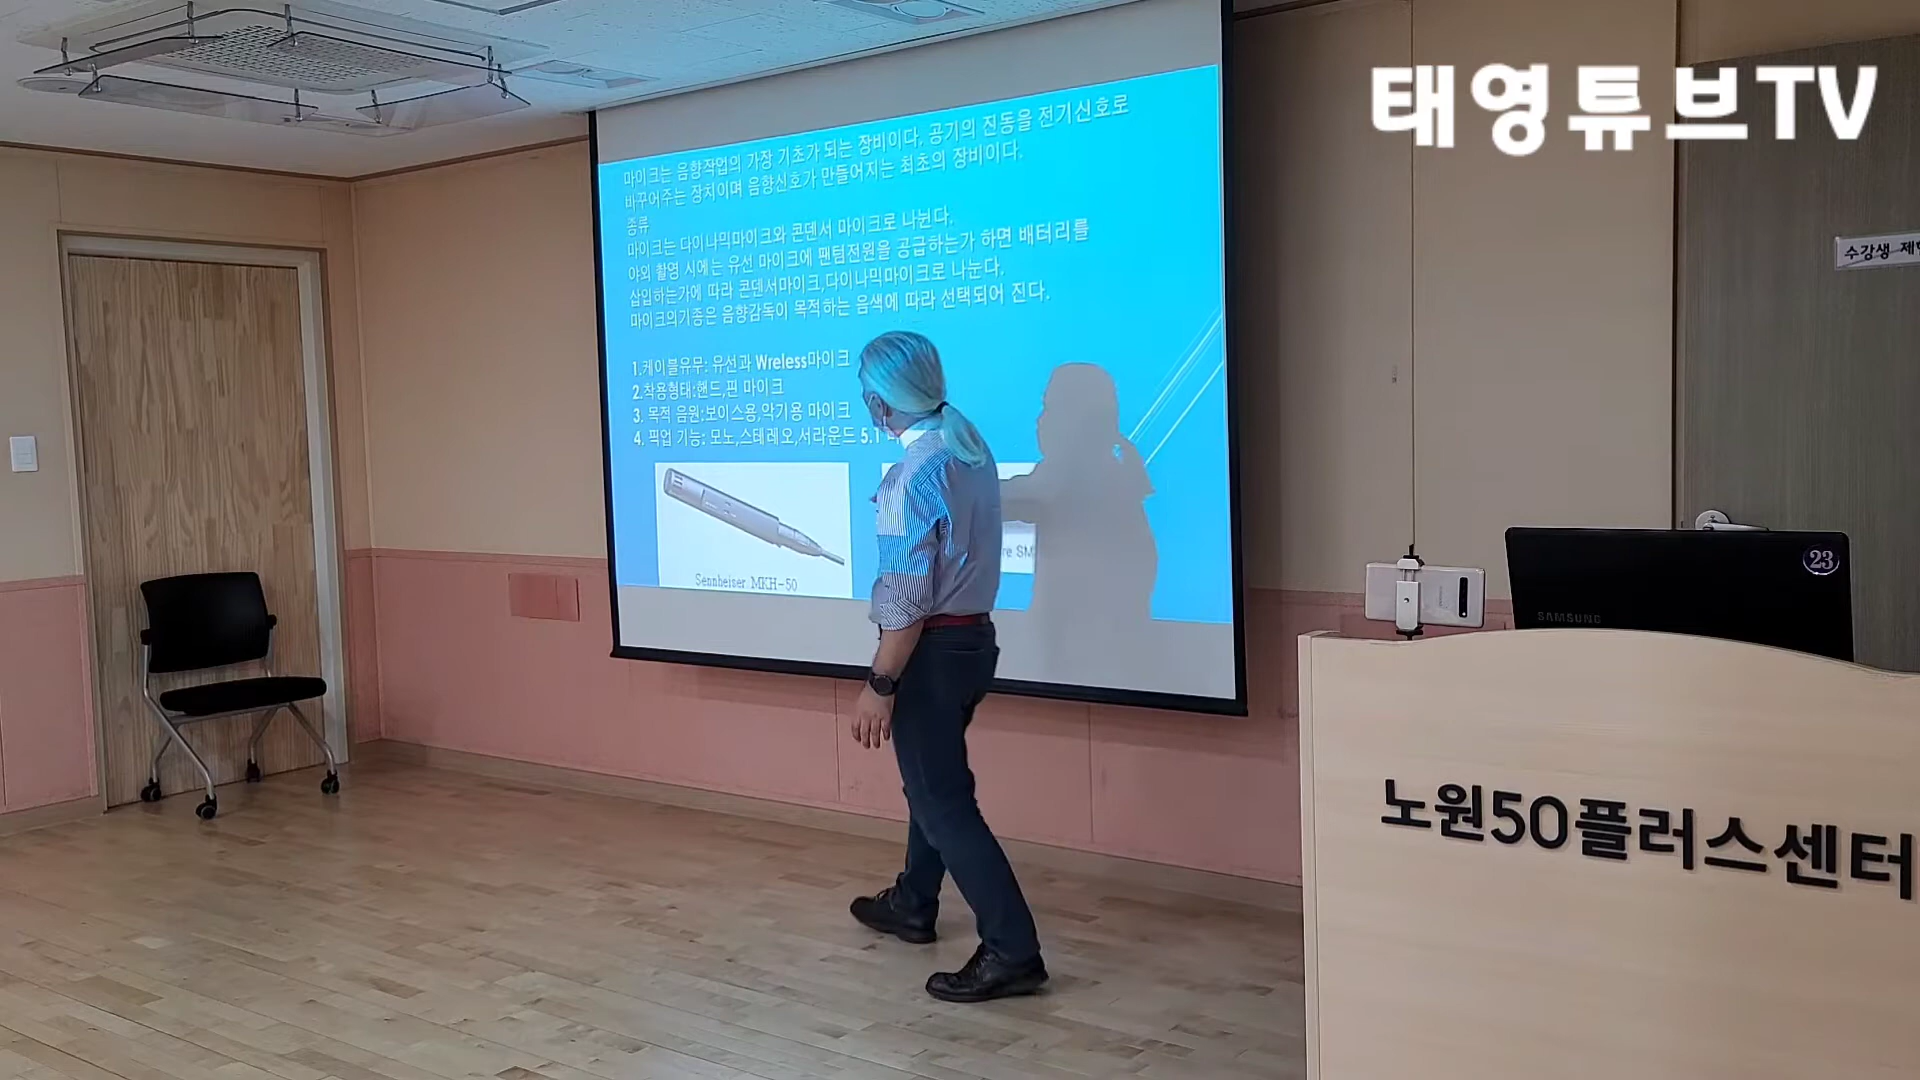 태영튜브TV
마이크는 음향작업의 가장 기초가 되는 장비이다. 공기의 진동을 전기신호로
바꾸어주는 장치이며 음향신호가 만들어지는 최초의 장비이다.
종류
마이크는 다이나믹마이크와 콘덴서 마이크로 나뉜다.
야외 촬영 시에는 유선 마이크에 팬텀전원을 공급하는가 하면 배터리를
삽입하는가에 따라 콘덴서마이크,다이나믹마이크로 나눈다.
마이크의기종은 음향감독이 목적하는 음색에 따라 선택되어 진다.
1.케이블유무: 유선과 Wreless마이크
2.착용형태:핸드,핀 마이크
3. 목적 음원:보이스용,악기용 마이크
4. 픽업 기능: 모노,스테레오,서라운드 5.1
Sennheiser MKH-50
re SM
수강생 제
23
SAMSUNG
노원50플러스센터